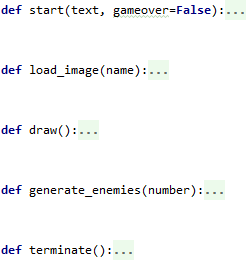 def start(text, gameover=False):...
def load_image(name):...
def draw():...
def generate_enemies(number):...
def terminate():...